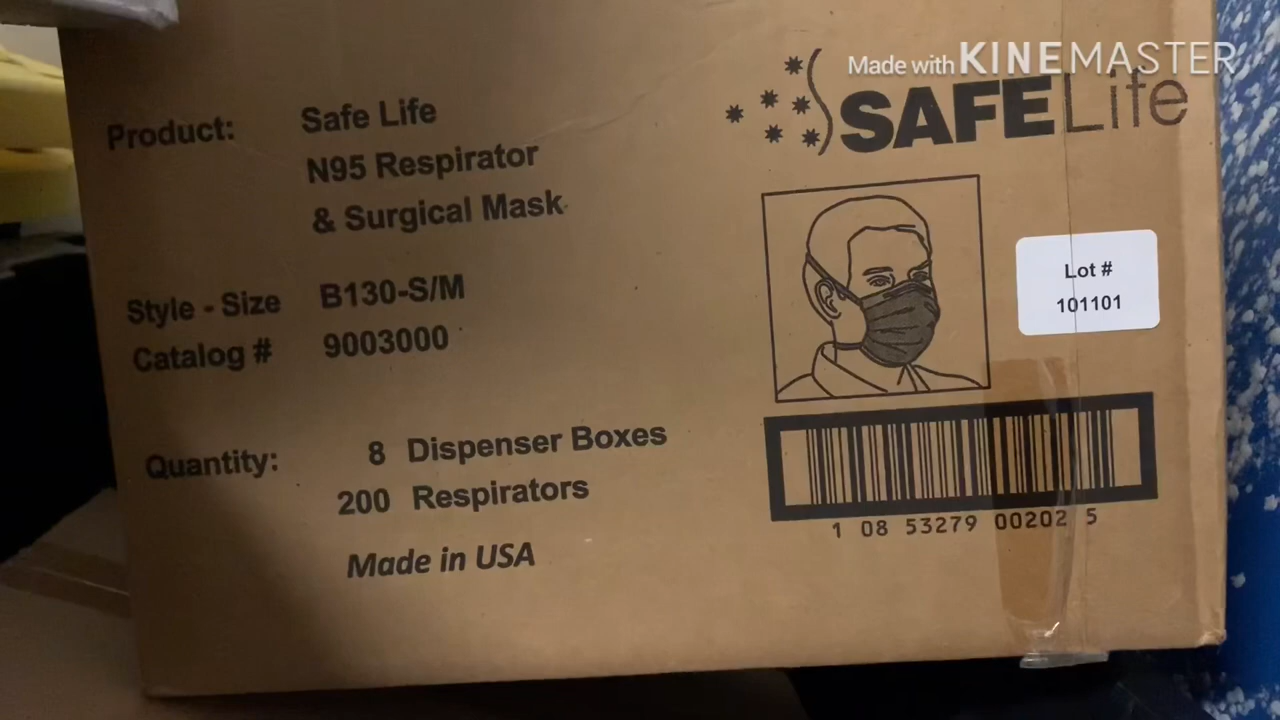 Made with KINEMASTER
SAFELife
Product: Safe Life
N95 Respirator
& Surgical Mask
Style - Size B130-S/M
Catalog # 9003000
Lot #
101101
Quantity: 8 Dispenser Boxes
200 Respirators
Made in USA
1 08 53279 00202 5